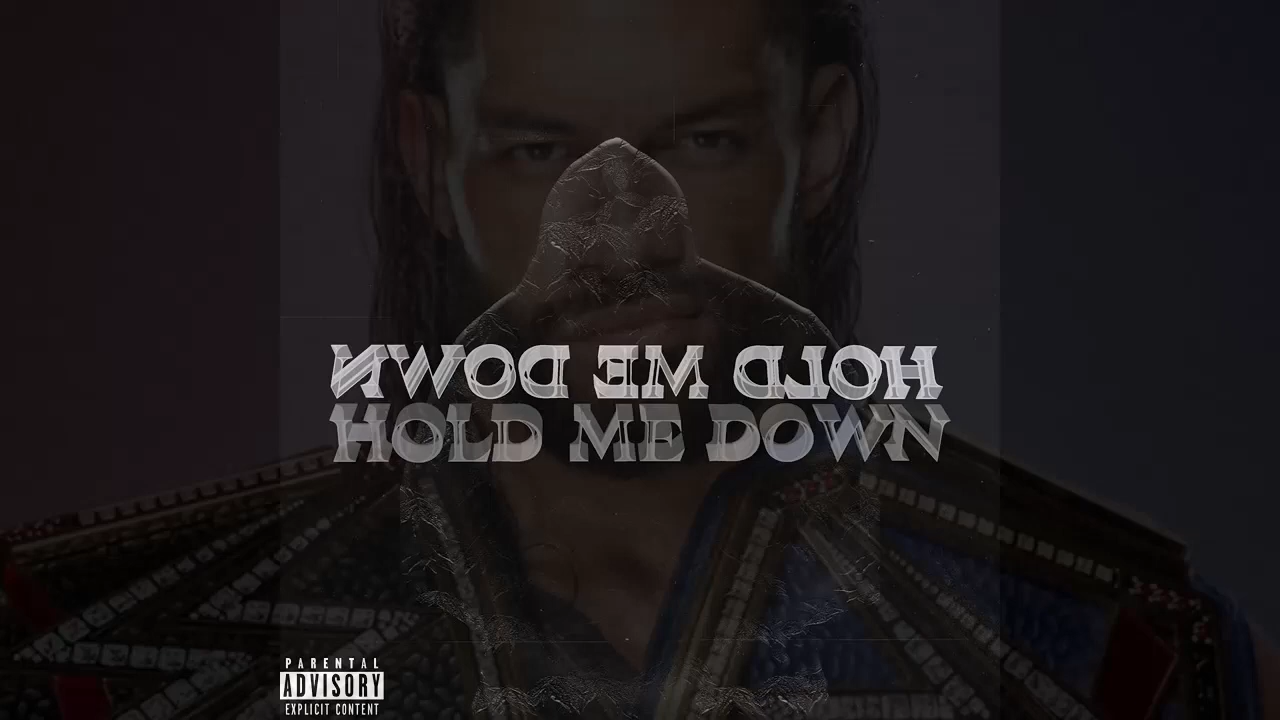 HOLD ME DOWN
HOLD ME DOWN
PARENTAL
ADVISORY
EXPLICIT CONTENT